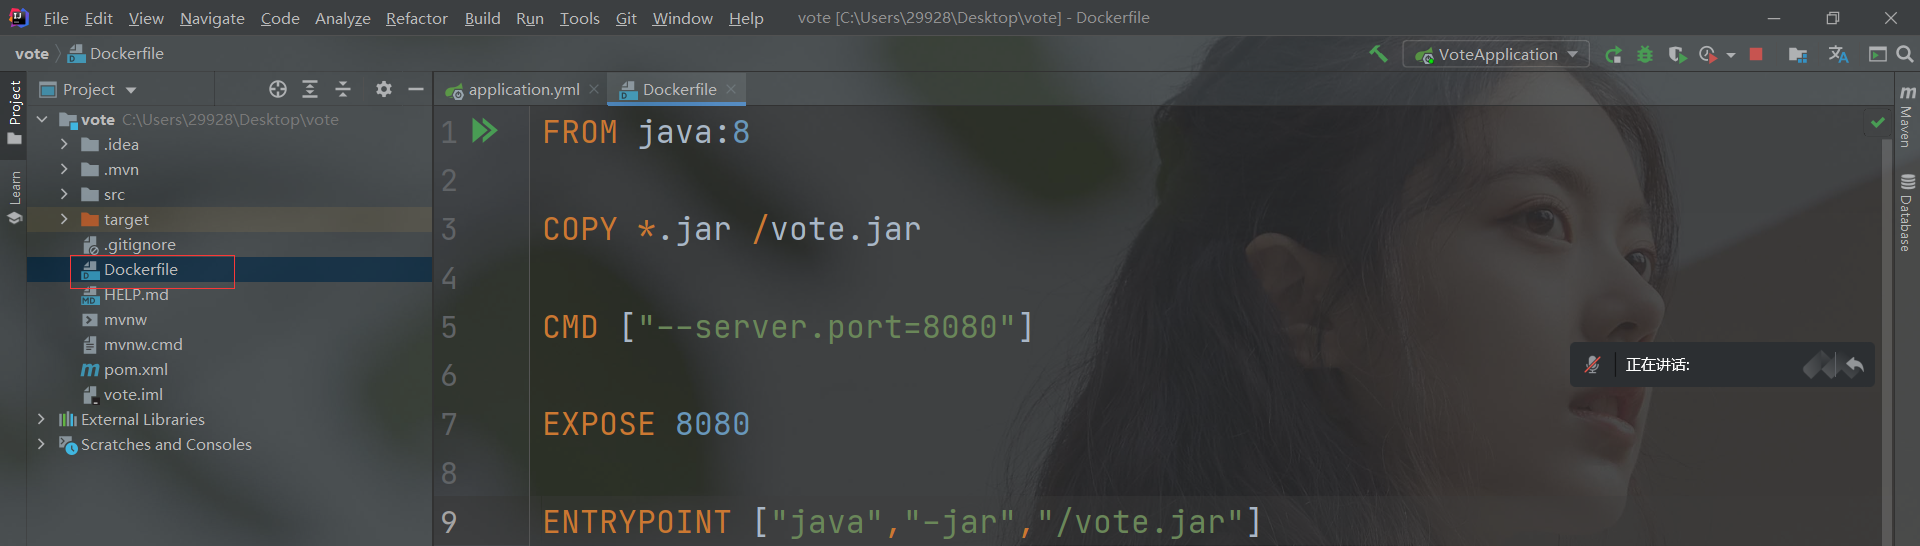 File Edit View Navigate Code Analyze Refactor Build Run Tools Git Window Help vote [C:\Users\29928\Desktop\vote] - Dockerfile
vote Dockerfile
VoteApplication
Project
application.yml
Dockerfile
Project
Learn
vote C:\Users\29928\Desktop\vote
.idea
.mvn
src
target
.gitignore
Dockerfile
HELP.md
mvnw
mvnw.cmd
pom.xml
vote.iml
External Libraries
Scratches and Consoles
1 FROM java:8
2
3 COPY *.jar /vote.jar
4
5 CMD ["--server.port=8080"]
6
7 EXPOSE 8080
8
9 ENTRYPOINT ["java","-jar","/vote.jar"]
正在讲话:
Maven
Database